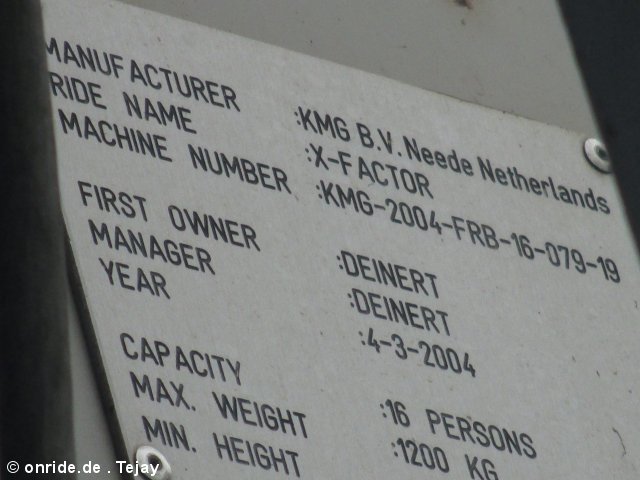 MANUFACTURER :KMG B.V. Neede Netherlands
RIDE NAME :X-FACTOR
MACHINE NUMBER :KMG-2004-FRB-16-079-19
FIRST OWNER :DEINERT
MANAGER :DEINERT
YEAR :4-3-2004
CAPACITY :16 PERSONS
MAX. WEIGHT :1200 KG
MIN. HEIGHT
© onride.de . Tejay